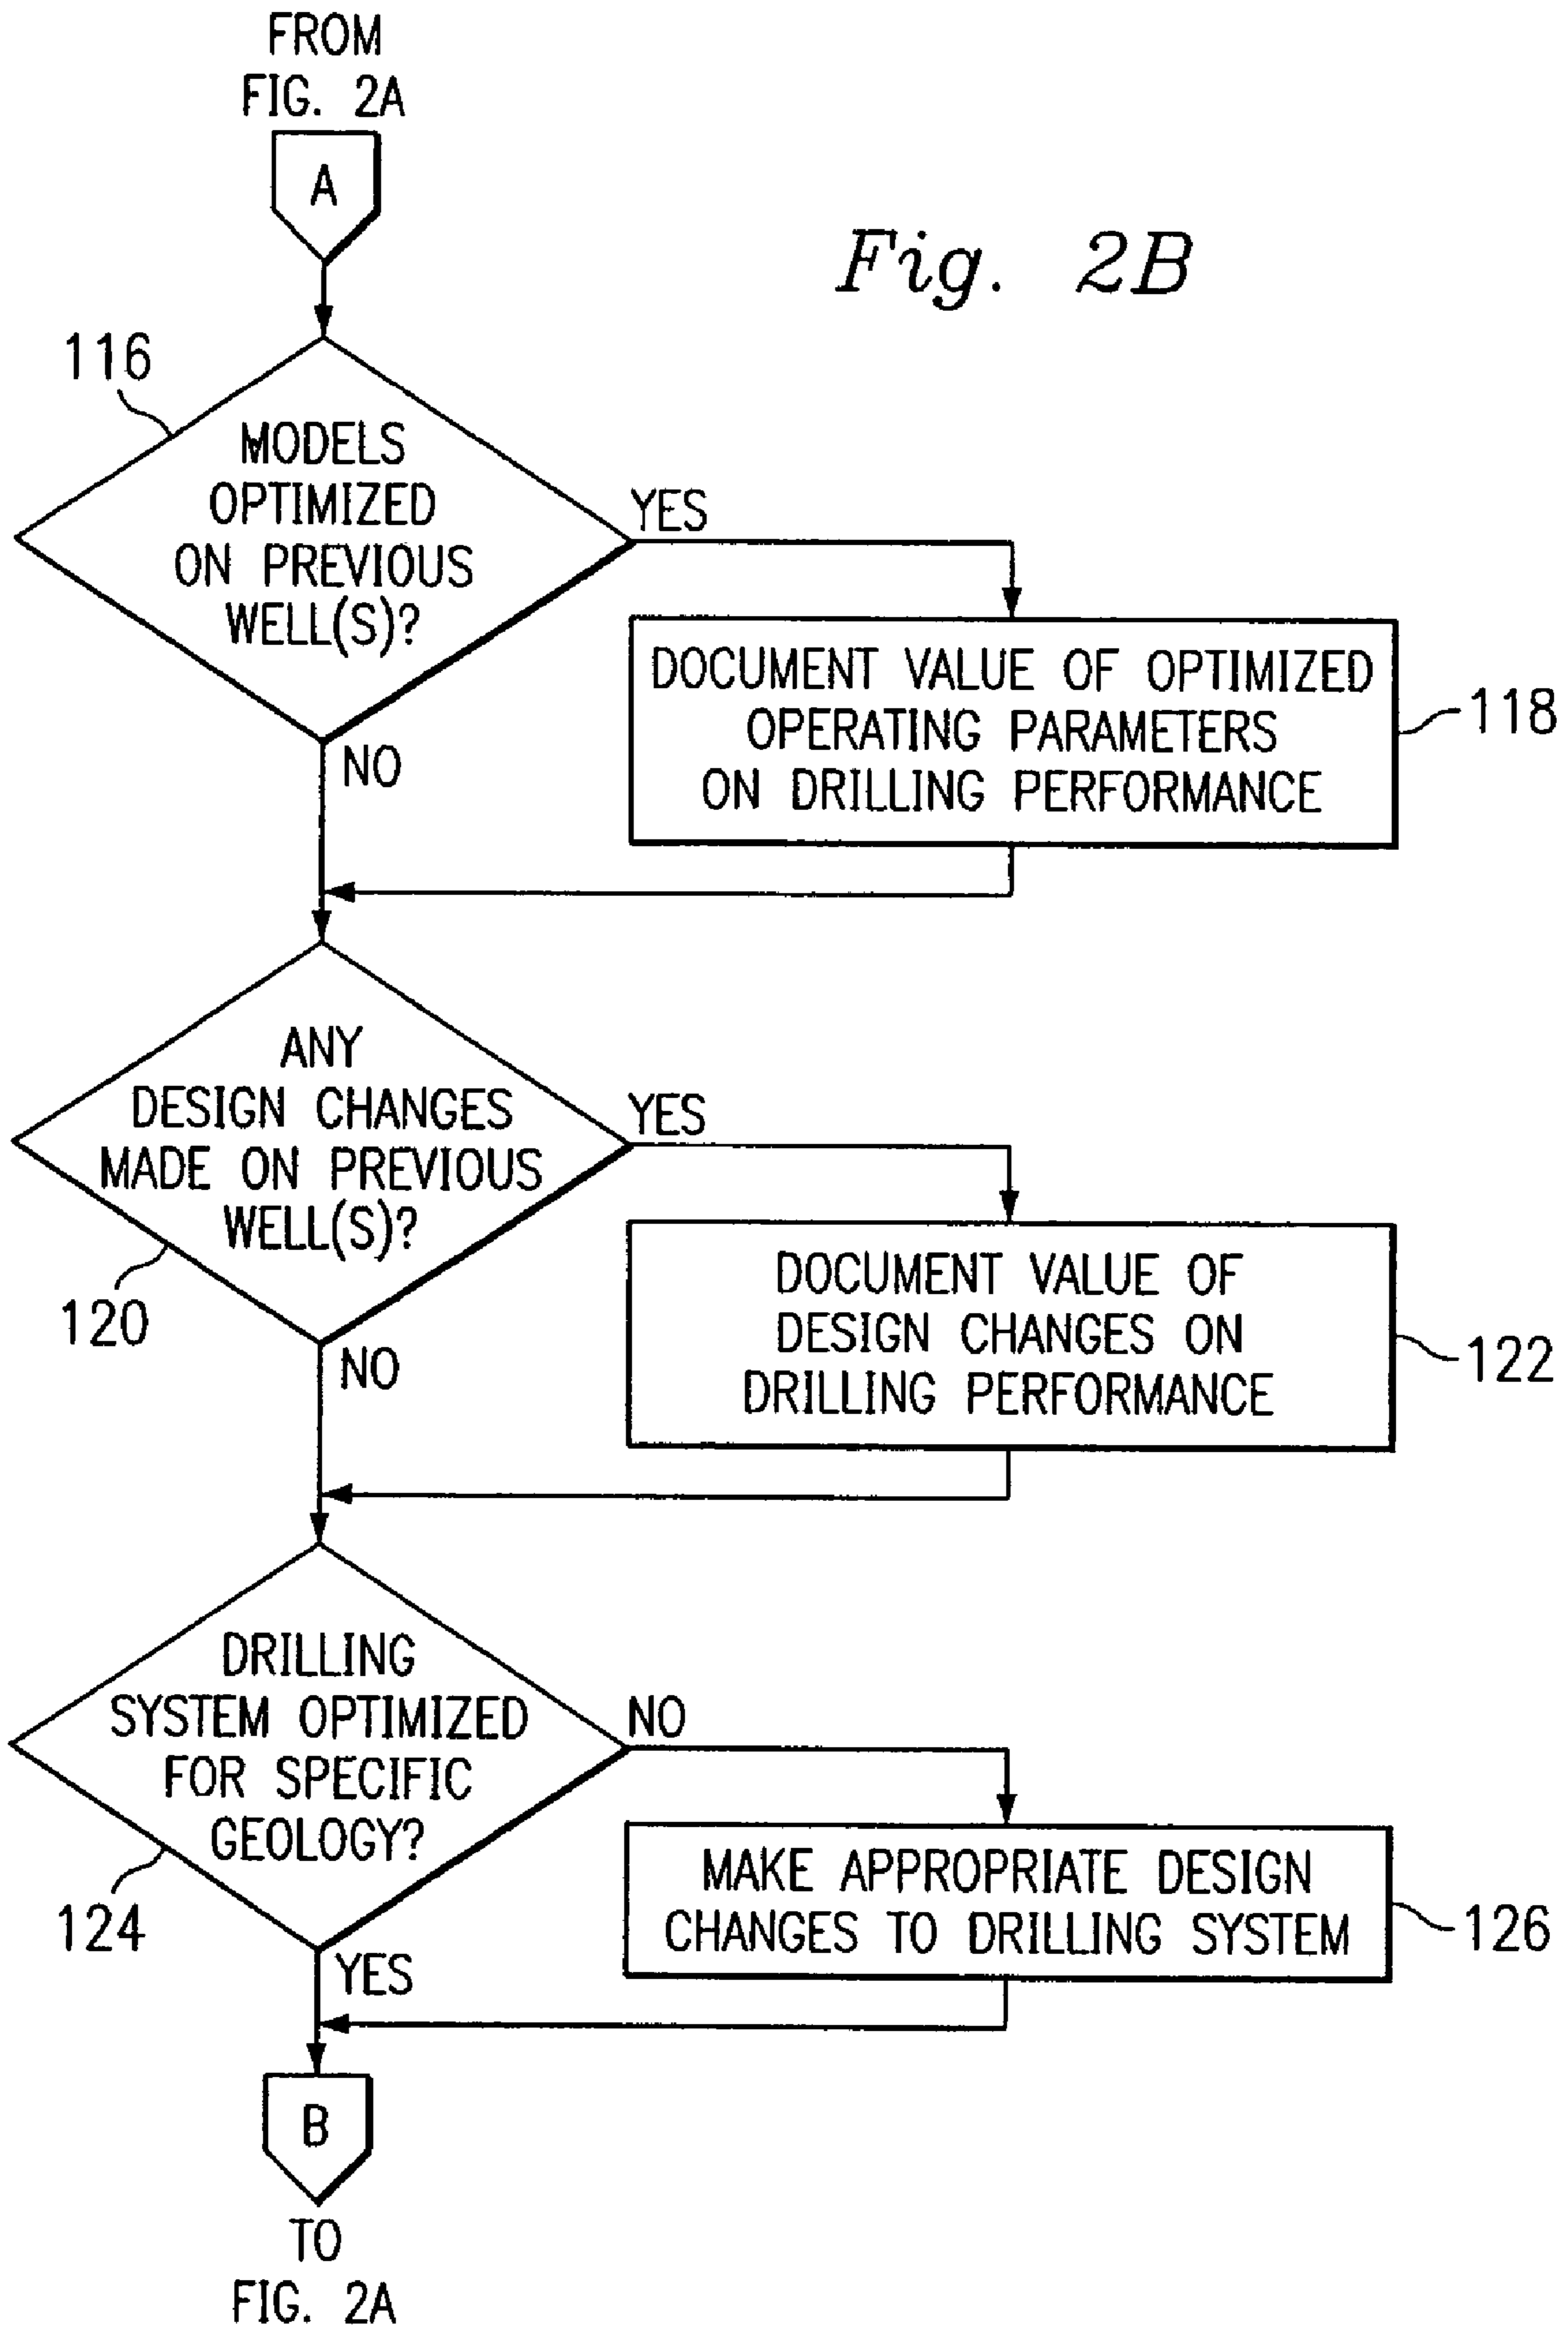 FROM
FIG. 2A
A
Fig. 2B
116
MODELS
OPTIMIZED
ON PREVIOUS
WELL(S)?
YES
NO
DOCUMENT VALUE OF OPTIMIZED
OPERATING PARAMETERS
ON DRILLING PERFORMANCE
118
ANY
DESIGN CHANGES
MADE ON PREVIOUS
WELL(S)?
120
YES
NO
DOCUMENT VALUE OF
DESIGN CHANGES ON
DRILLING PERFORMANCE
122
DRILLING
SYSTEM OPTIMIZED
FOR SPECIFIC
GEOLOGY?
124
NO
YES
MAKE APPROPRIATE DESIGN
CHANGES TO DRILLING SYSTEM
126
B
TO
FIG. 2A